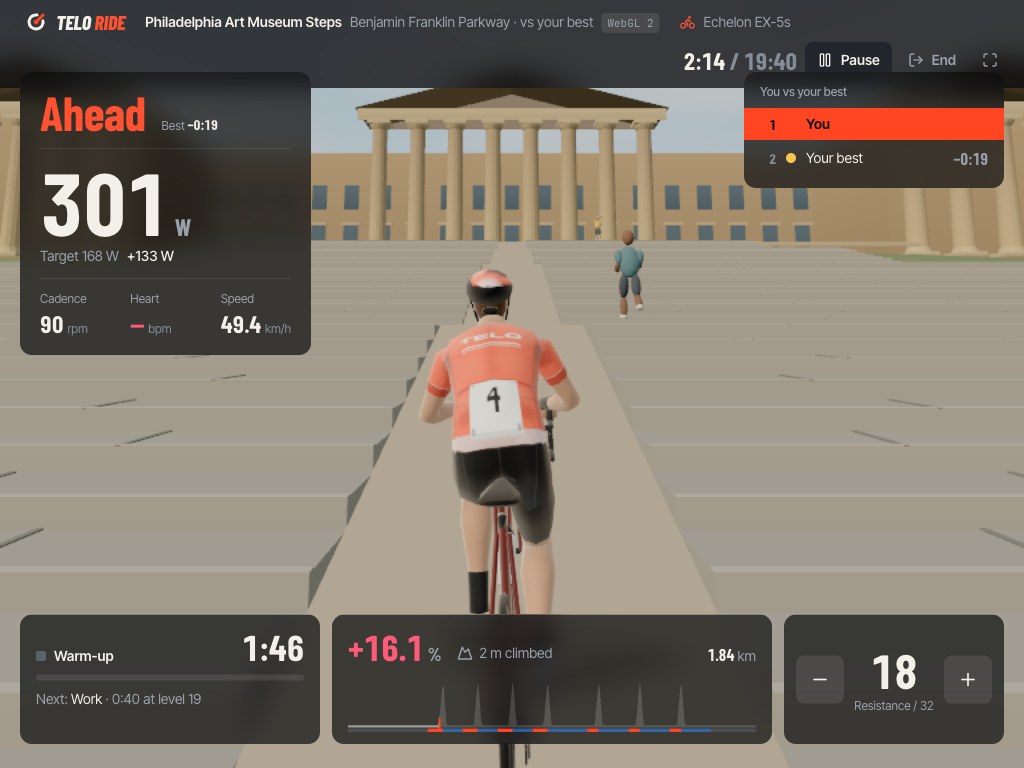 TELO RIDE Philadelphia Art Museum Steps Benjamin Franklin Parkway · vs your best WebGL 2 Echelon EX-5s
2:14 / 19:40 Pause End
Ahead Best −0:19
301 W
Target 168 W +133 W
Cadence Heart Speed
90 rpm – bpm 49.4 km/h
You vs your best
1 You
2 Your best −0:19
TELO
4
Warm-up 1:46
Next: Work · 0:40 at level 19
+16.1 % 2 m climbed 1.84 km
− 18 +
Resistance / 32